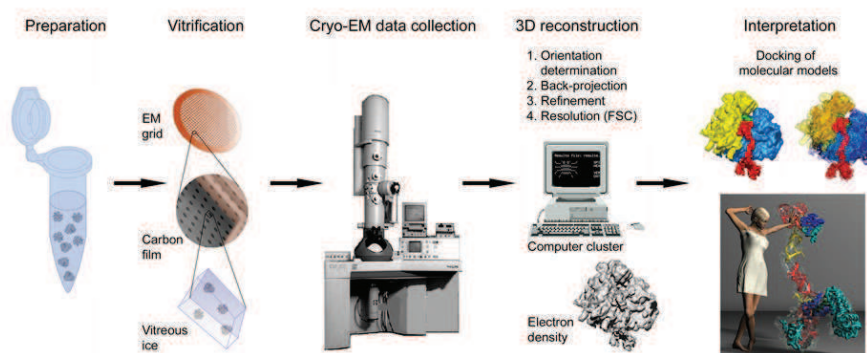 Preparation
Vitrification
Cryo-EM data collection
3D reconstruction
Interpretation
EM
grid
Carbon
film
Vitreous
ice
1. Orientation
determination
2. Back-projection
3. Refinement
4. Resolution (FSC)
Computer cluster
Electron
density
Docking of
molecular models